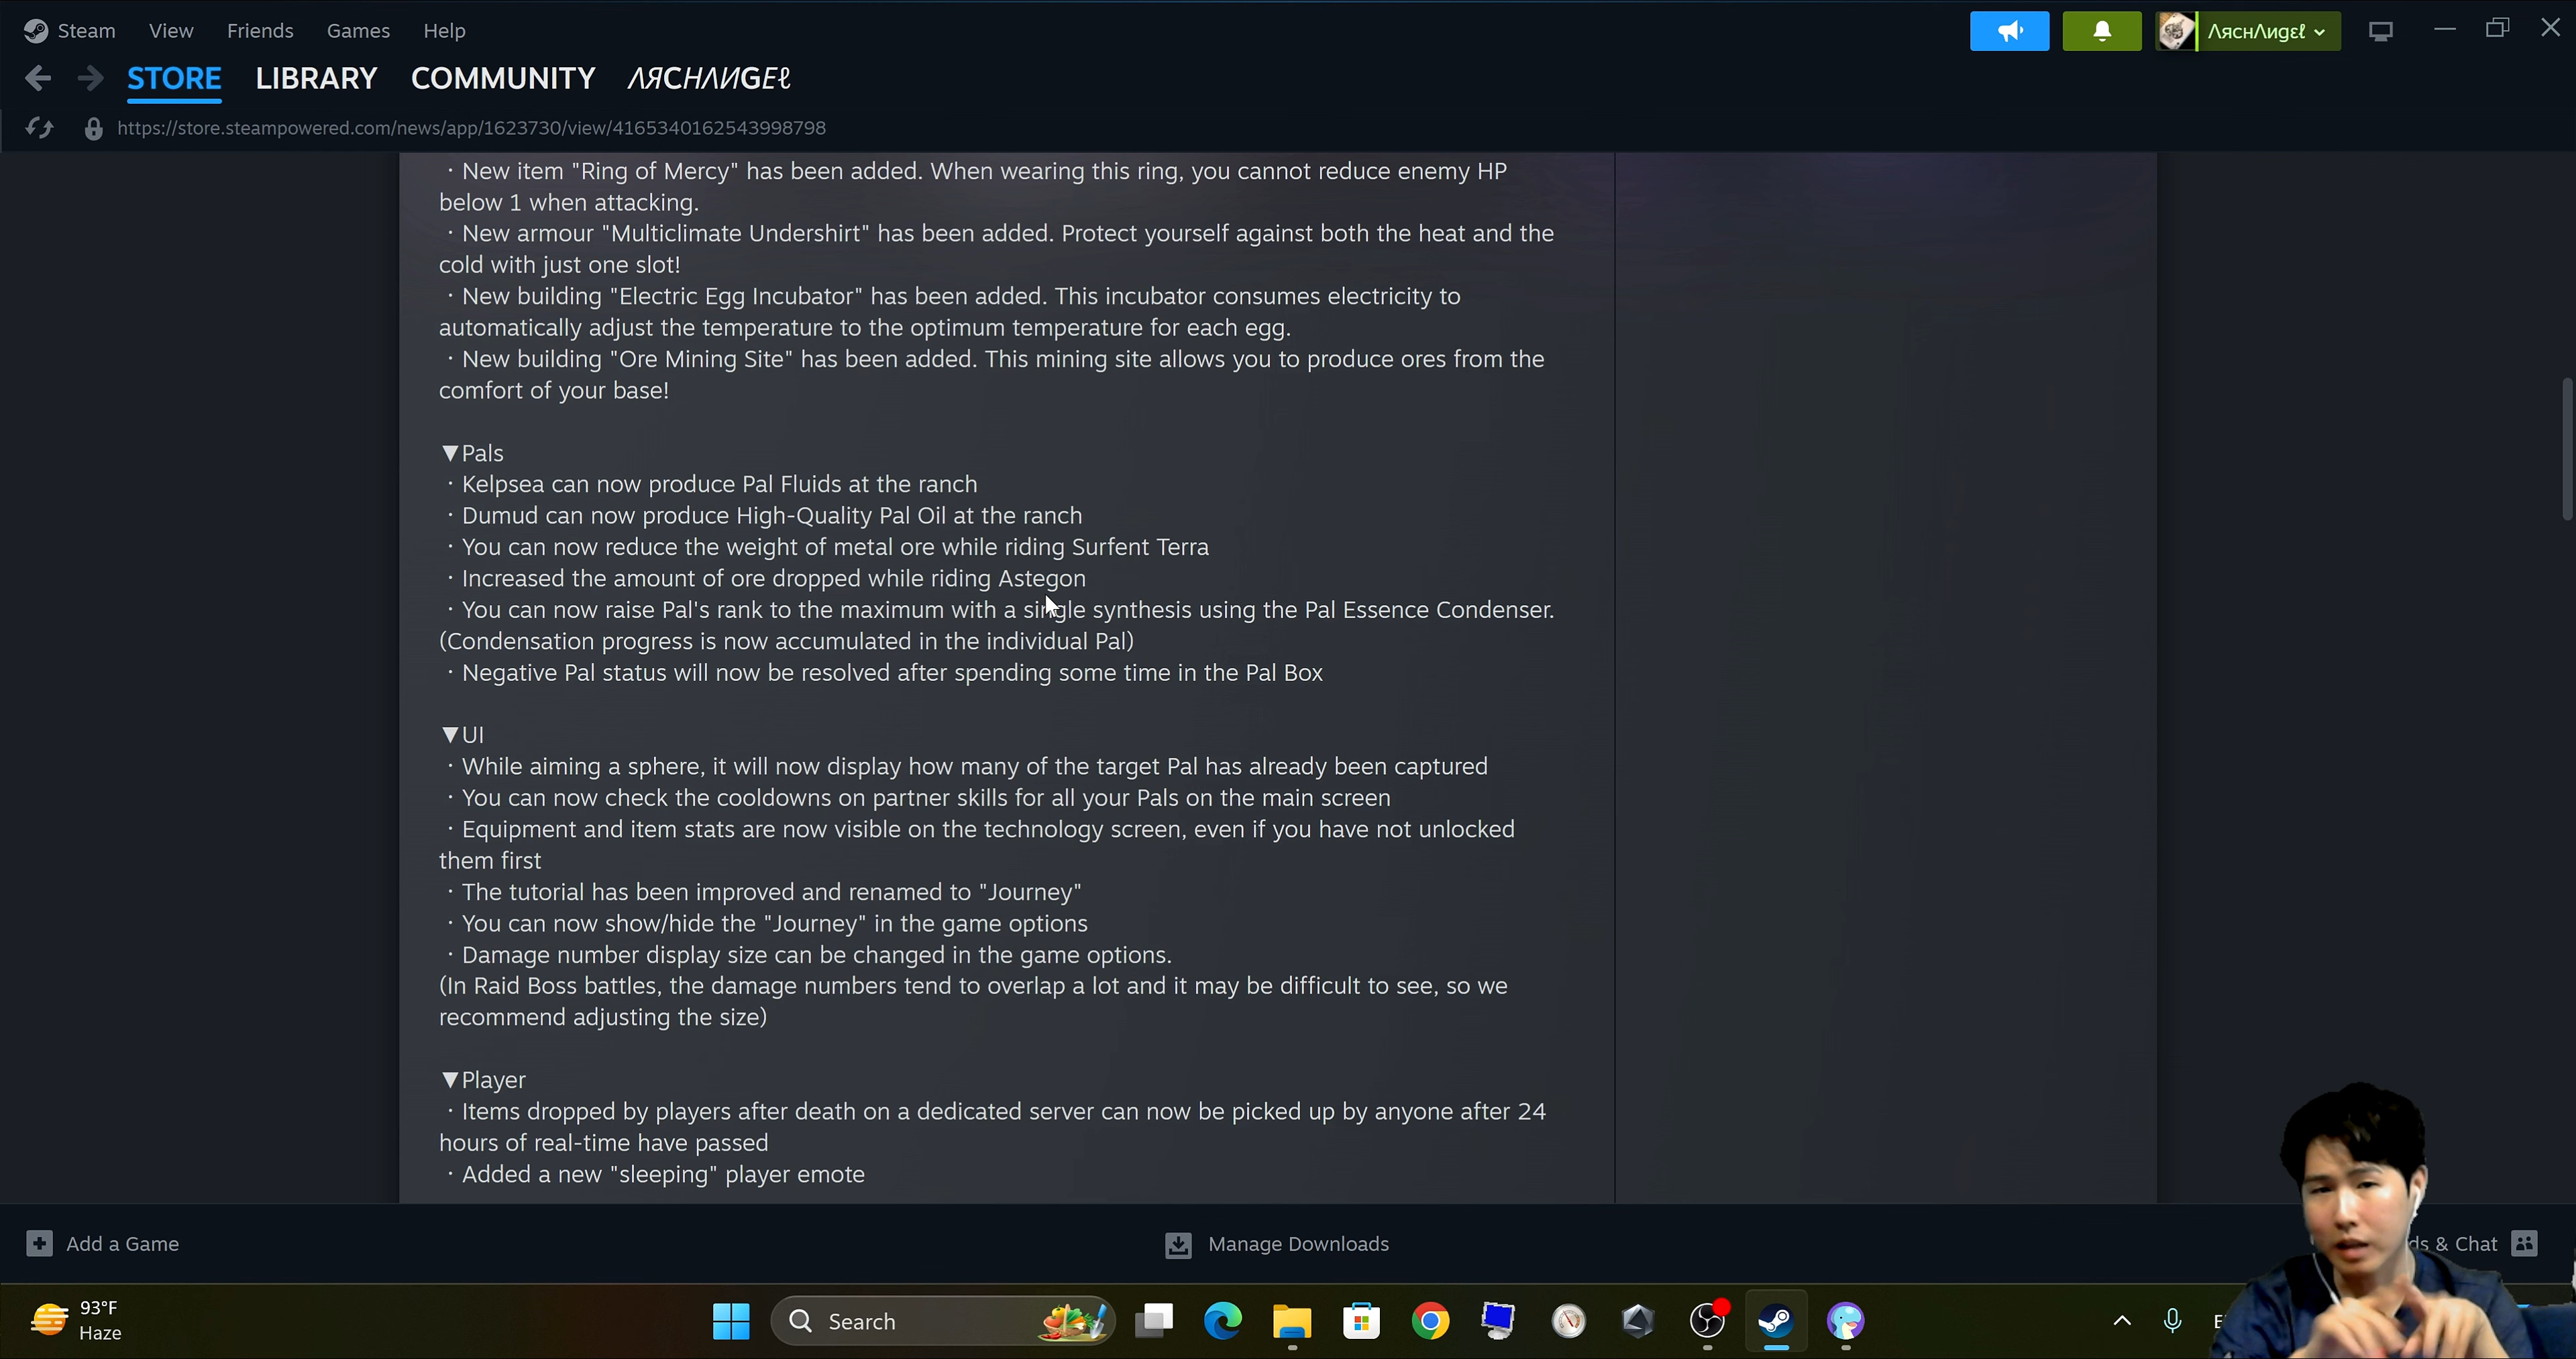 Steam View Friends Games Help
ΛЯCHΛИGEℓ
STORE LIBRARY COMMUNITY ΛЯCHΛИGEℓ
https://store.steampowered.com/news/app/1623730/view/4165340162543998798
・New item "Ring of Mercy" has been added. When wearing this ring, you cannot reduce enemy HP
below 1 when attacking.
・New armour "Multiclimate Undershirt" has been added. Protect yourself against both the heat and the
cold with just one slot!
・New building "Electric Egg Incubator" has been added. This incubator consumes electricity to
automatically adjust the temperature to the optimum temperature for each egg.
・New building "Ore Mining Site" has been added. This mining site allows you to produce ores from the
comfort of your base!
▼Pals
・Kelpsea can now produce Pal Fluids at the ranch
・Dumud can now produce High-Quality Pal Oil at the ranch
・You can now reduce the weight of metal ore while riding Surfent Terra
・Increased the amount of ore dropped while riding Astegon
・You can now raise Pal's rank to the maximum with a single synthesis using the Pal Essence Condenser.
(Condensation progress is now accumulated in the individual Pal)
・Negative Pal status will now be resolved after spending some time in the Pal Box
▼UI
・While aiming a sphere, it will now display how many of the target Pal has already been captured
・You can now check the cooldowns on partner skills for all your Pals on the main screen
・Equipment and item stats are now visible on the technology screen, even if you have not unlocked
them first
・The tutorial has been improved and renamed to "Journey"
・You can now show/hide the "Journey" in the game options
・Damage number display size can be changed in the game options.
(In Raid Boss battles, the damage numbers tend to overlap a lot and it may be difficult to see, so we
recommend adjusting the size)
▼Player
・Items dropped by players after death on a dedicated server can now be picked up by anyone after 24
hours of real-time have passed
・Added a new "sleeping" player emote
Add a Game
Manage Downloads
& Chat
93°F
Haze
Search